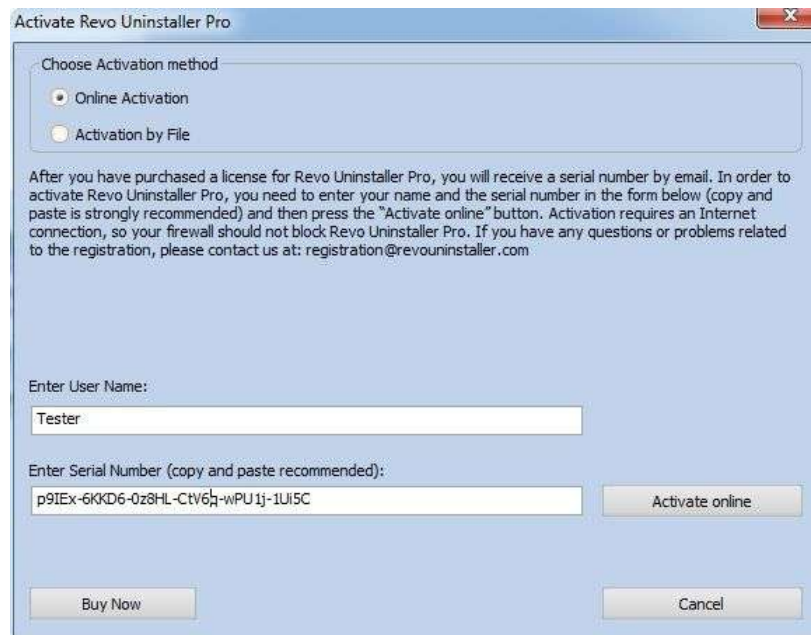 Activate Revo Uninstaller Pro
Choose Activation method
Online Activation
Activation by File
After you have purchased a license for Revo Uninstaller Pro, you will receive a serial number by email. In order to
activate Revo Uninstaller Pro, you need to enter your name and the serial number in the form below (copy and
paste is strongly recommended) and then press the "Activate online" button. Activation requires an Internet
connection, so your firewall should not block Revo Uninstaller Pro. If you have any questions or problems related
to the registration, please contact us at: registration@revouninstaller.com
Enter User Name:
Tester
Enter Serial Number (copy and paste recommended):
p9IEx-6KKD6-0z8HL-CtV6q-wPU1j-1Ui5C
Activate online
Buy Now
Cancel